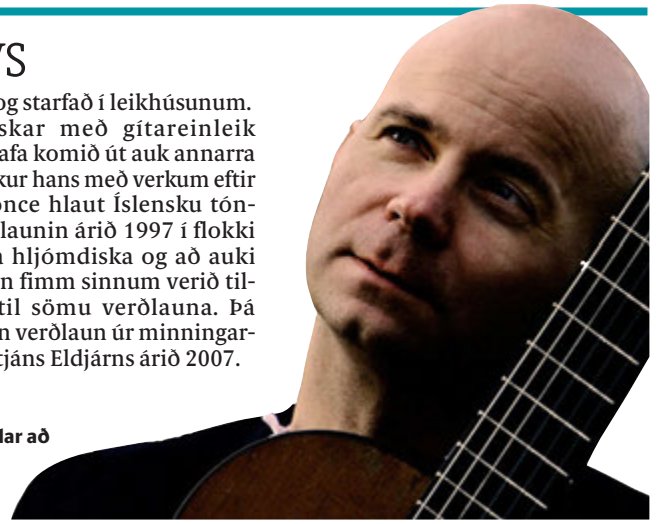 YS
og starfað í leikhúsunum.
skar með gítareinleik
afa komið út auk annarra
kur hans með verkum eftir
once hlaut Íslensku tón-
launin árið 1997 í flokki
a hljómdiska og að auki
n fimm sinnum verið til-
til sömu verðlauna. Þá
n verðlaun úr minningar-
tjáns Eldjárns árið 2007.
lar að